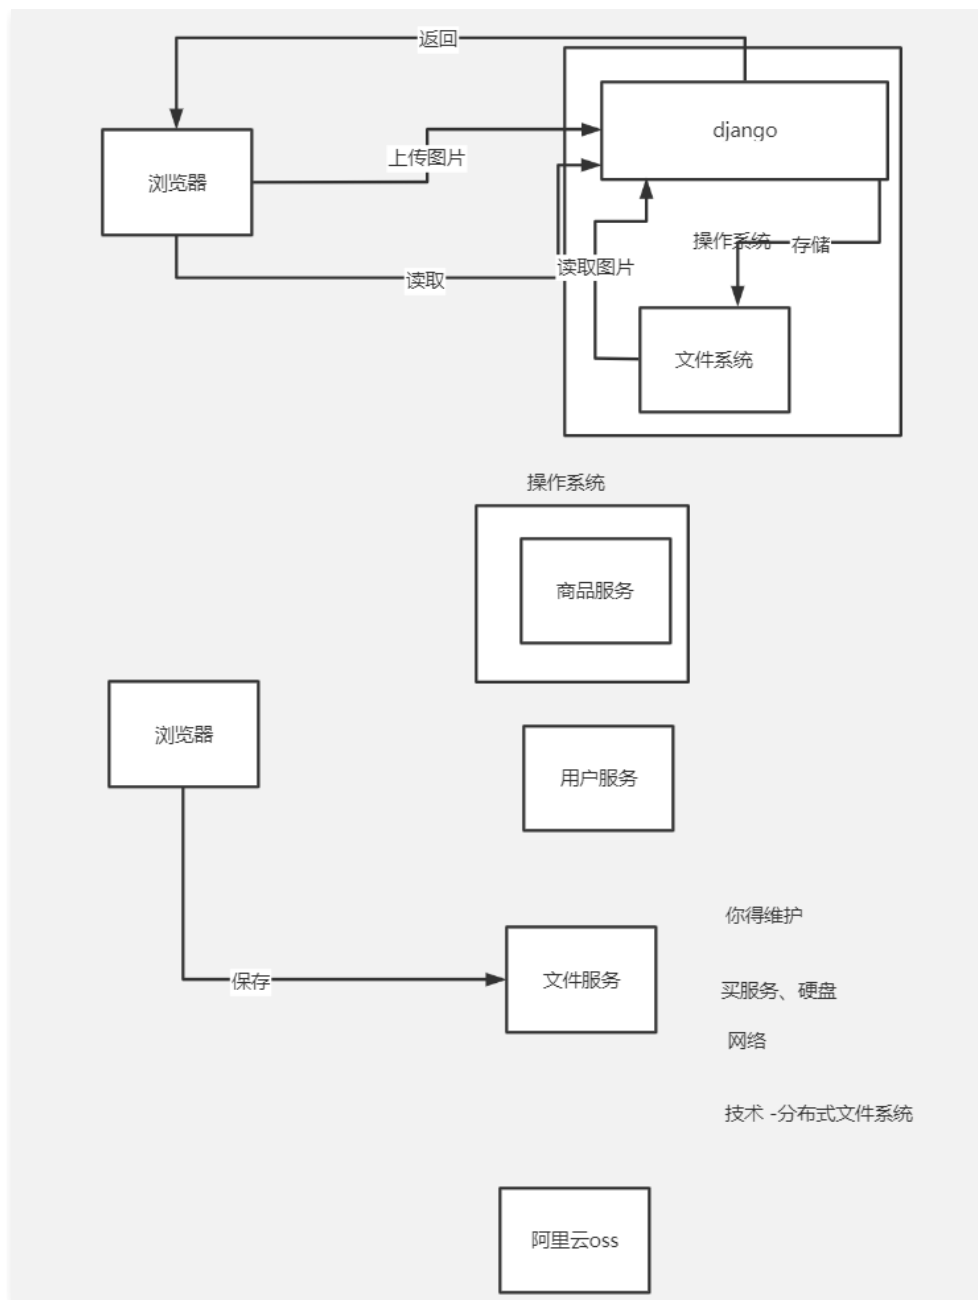 返回
django
上传图片
浏览器
操作系统
存储
读取图片
读取
文件系统
操作系统
商品服务
浏览器
用户服务
你得维护
保存
文件服务
买服务、硬盘
网络
技术 -分布式文件系统
阿里云oss